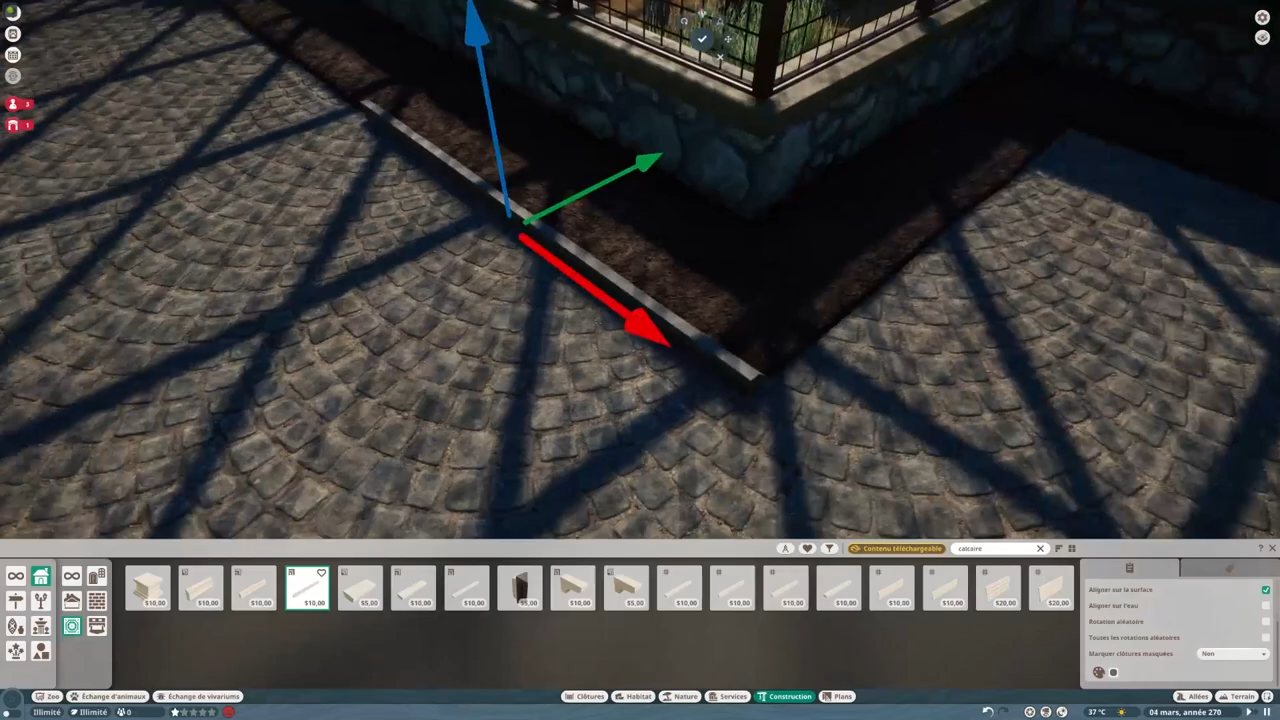 3
1
Contenu téléchargeable
calcaire
? ×
$10,00 $10,00 $10,00 $10,00 $5,00 $10,00 $10,00 $5,00 $10,00 $5,00 $10,00 $10,00 $10,00 $10,00 $10,00 $10,00 $20,00 $20,00
Aligner sur la surface
Aligner sur l'eau
Rotation aléatoire
Toutes les rotations aléatoires
Marquer clôtures masquées Non
Zoo Échange d'animaux Échange de vivariums Clôtures Habitat Nature Services Construction Plans Allées Terrain
Illimité Illimité 0 37 °C 04 mars, année 270